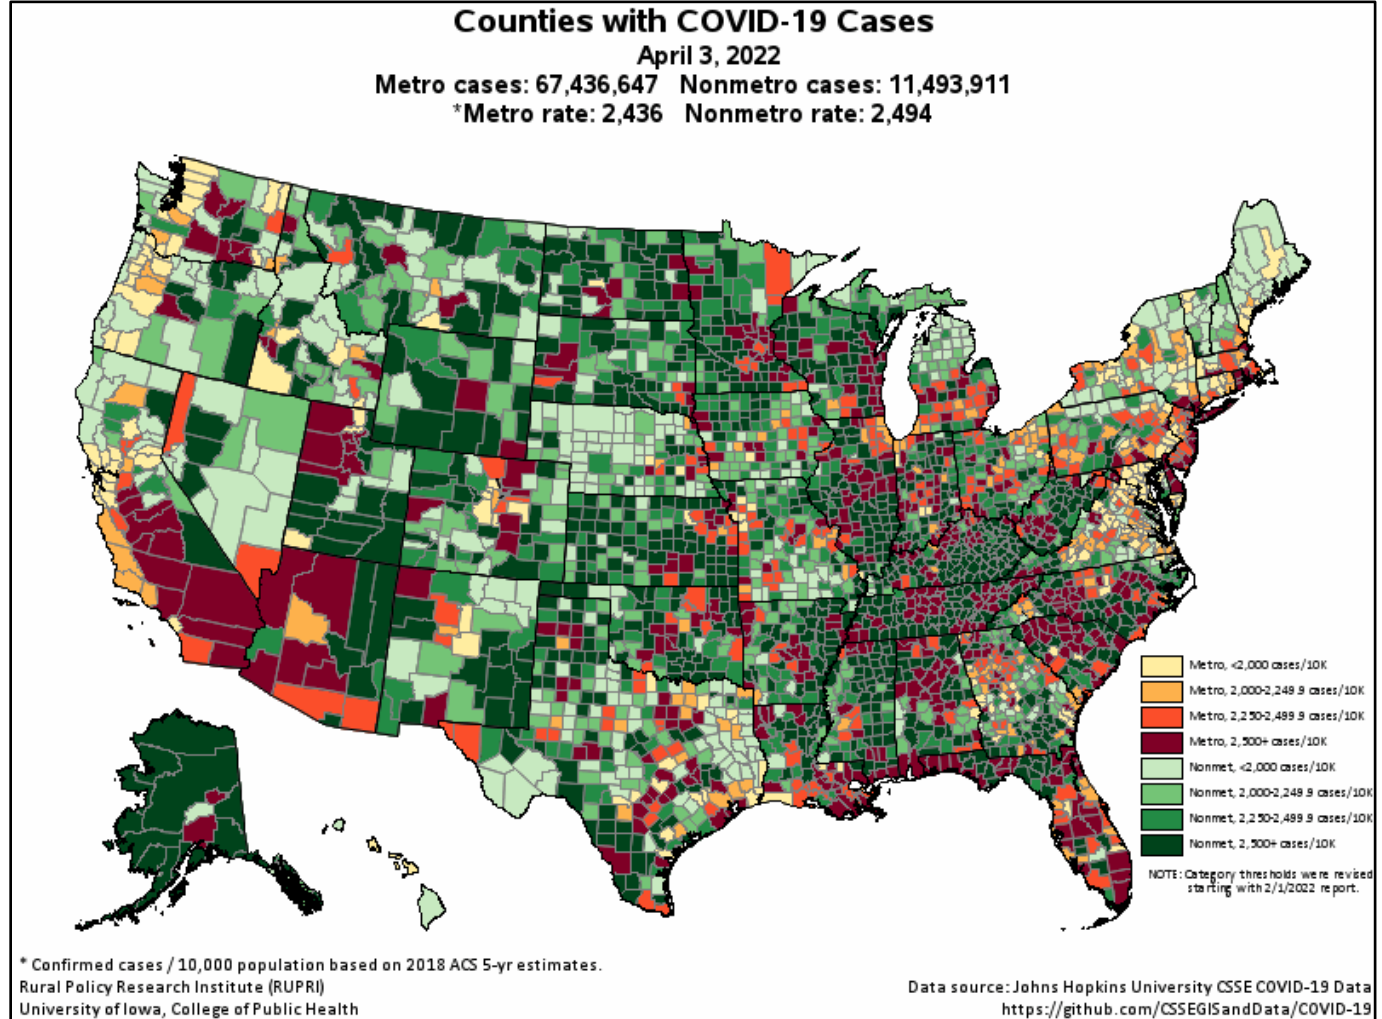 Counties with COVID-19 Cases
April 3, 2022
Metro cases: 67,436,647 Nonmetro cases: 11,493,911
*Metro rate: 2,436 Nonmetro rate: 2,494
Metro, <2,000 cases/10K
Metro, 2,000-2,249.9 cases/10K
Metro, 2,250-2,499.9 cases/10K
Metro, 2,500+ cases/10K
Nonmet, <2,000 cases/10K
Nonmet, 2,000-2,249.9 cases/10K
Nonmet, 2,250-2,499.9 cases/10K
Nonmet, 2,500+ cases/10K
NOTE: Category thresholds were revised
starting with 2/1/2022 report.
* Confirmed cases / 10,000 population based on 2018 ACS 5-yr estimates.
Rural Policy Research Institute (RUPRI)
University of Iowa, College of Public Health
Data source: Johns Hopkins University CSSE COVID-19 Data
https://github.com/CSSEGISandData/COVID-19